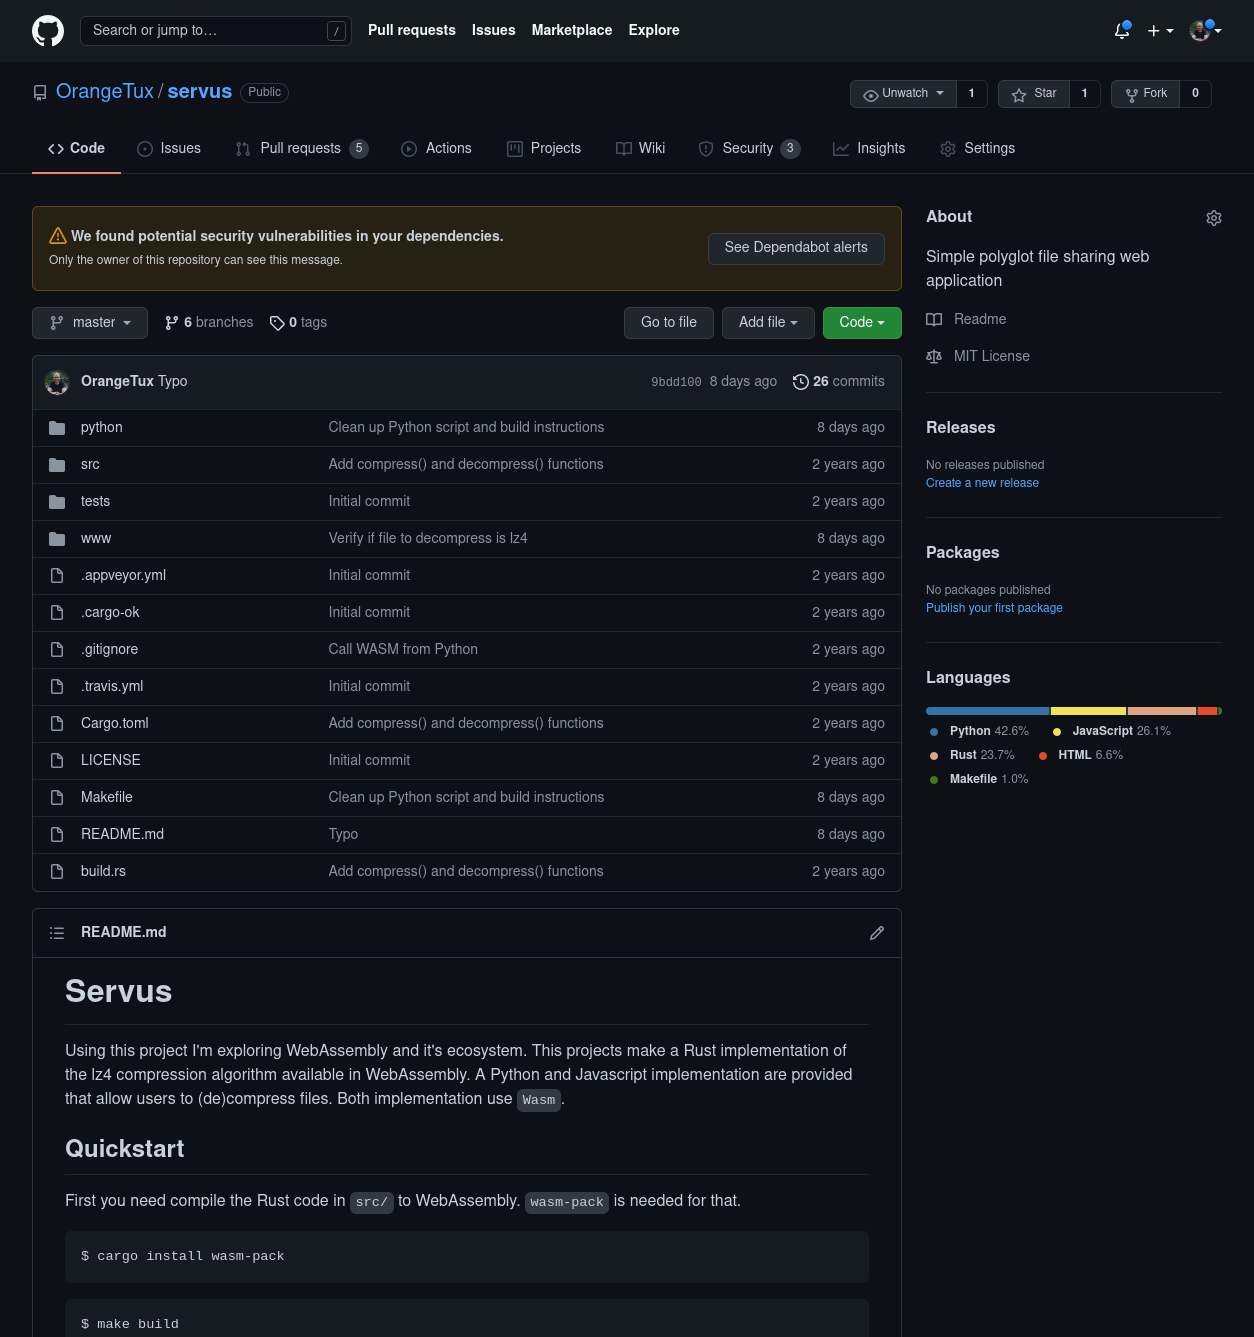 Search or jump to… /
Pull requests Issues Marketplace Explore
OrangeTux / servus Public
Unwatch 1 Star 1 Fork 0
Code Issues Pull requests 5 Actions Projects Wiki Security 3 Insights Settings
We found potential security vulnerabilities in your dependencies.
Only the owner of this repository can see this message.
See Dependabot alerts
master 6 branches 0 tags Go to file Add file Code
OrangeTux Typo 9bdd100 8 days ago 26 commits
python Clean up Python script and build instructions 8 days ago
src Add compress() and decompress() functions 2 years ago
tests Initial commit 2 years ago
www Verify if file to decompress is lz4 8 days ago
.appveyor.yml Initial commit 2 years ago
.cargo-ok Initial commit 2 years ago
.gitignore Call WASM from Python 2 years ago
.travis.yml Initial commit 2 years ago
Cargo.toml Add compress() and decompress() functions 2 years ago
LICENSE Initial commit 2 years ago
Makefile Clean up Python script and build instructions 8 days ago
README.md Typo 8 days ago
build.rs Add compress() and decompress() functions 2 years ago
README.md
Servus
Using this project I'm exploring WebAssembly and it's ecosystem. This projects make a Rust implementation of
the lz4 compression algorithm available in WebAssembly. A Python and Javascript implementation are provided
that allow users to (de)compress files. Both implementation use Wasm.
Quickstart
First you need compile the Rust code in src/ to WebAssembly. wasm-pack is needed for that.
$ cargo install wasm-pack
$ make build
About
Simple polyglot file sharing web
application
Readme
MIT License
Releases
No releases published
Create a new release
Packages
No packages published
Publish your first package
Languages
Python 42.6% JavaScript 26.1%
Rust 23.7% HTML 6.6%
Makefile 1.0%